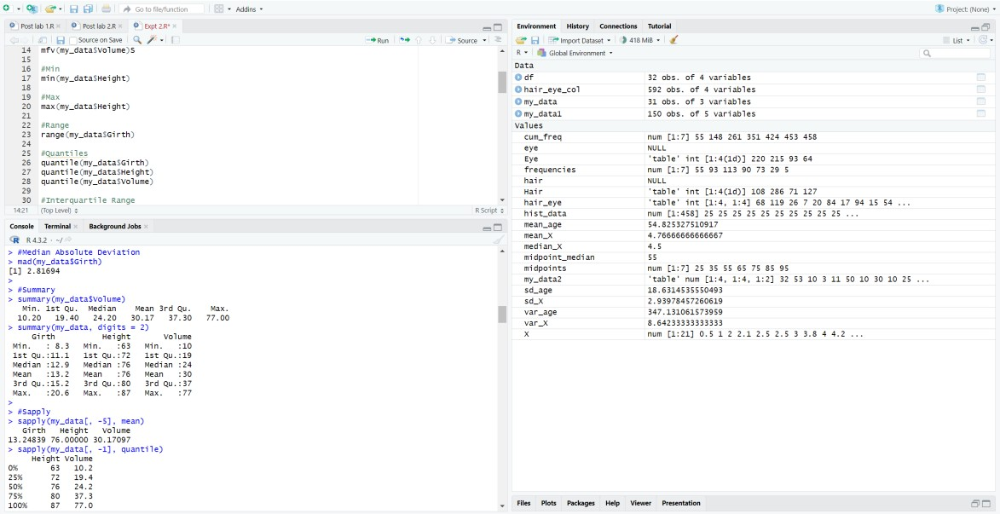 Go to file/function
Addins
Project: (None)
Post lab 1.R
Post lab 2.R
Expt 2.R*
Source on Save
Run
Source
14 mfv(my_data$Volume)S
15
16 #Min
17 min(my_data$Height)
18
19 #Max
20 max(my_data$Height)
21
22 #Range
23 range(my_data$Girth)
24
25 #Quantiles
26 quantile(my_data$Girth)
27 quantile(my_data$Height)
28 quantile(my_data$Volume)
29
30 #Interquartile Range
14:21 (Top Level) R Script
Console Terminal Background Jobs
R 4.3.2 · ~/
> #Median Absolute Deviation
> mad(my_data$Girth)
[1] 2.81694
>
> #Summary
> summary(my_data$Volume)
Min. 1st Qu. Median Mean 3rd Qu. Max.
10.20 19.40 24.20 30.17 37.30 77.00
> summary(my_data, digits = 2)
Girth Height Volume
Min. : 8.3 Min. :63 Min. :10
1st Qu.:11.1 1st Qu.:72 1st Qu.:19
Median :12.9 Median :76 Median :24
Mean :13.2 Mean :76 Mean :30
3rd Qu.:15.2 3rd Qu.:80 3rd Qu.:37
Max. :20.6 Max. :87 Max. :77
>
> #Sapply
> sapply(my_data[, -5], mean)
Girth Height Volume
13.24839 76.00000 30.17097
> sapply(my_data[, -1], quantile)
Height Volume
0% 63 10.2
25% 72 19.4
50% 76 24.2
75% 80 37.3
100% 87 77.0
Environment History Connections Tutorial
Import Dataset 418 MiB List
R Global Environment
Data
df 32 obs. of 4 variables
hair_eye_col 592 obs. of 4 variables
my_data 31 obs. of 3 variables
my_data1 150 obs. of 5 variables
Values
cum_freq num [1:7] 55 148 261 351 424 453 458
eye NULL
Eye 'table' int [1:4(1d)] 220 215 93 64
frequencies num [1:7] 55 93 113 90 73 29 5
hair NULL
Hair 'table' int [1:4(1d)] 108 286 71 127
hair_eye 'table' int [1:4, 1:4] 68 119 26 7 20 84 17 94 15 54 ...
hist_data num [1:458] 25 25 25 25 25 25 25 25 25 25 ...
mean_age 54.825327510917
mean_X 4.76666666666667
median_X 4.5
midpoint_median 55
midpoints num [1:7] 25 35 55 65 75 85 95
my_data2 'table' num [1:4, 1:4, 1:2] 32 53 10 3 11 50 10 30 10 25 ...
sd_age 18.6314535550493
sd_X 2.93978457260619
var_age 347.131061573959
var_X 8.64233333333333
X num [1:21] 0.5 1 2 2.1 2.5 2.5 3 3.8 4 4.2 ...
Files Plots Packages Help Viewer Presentation